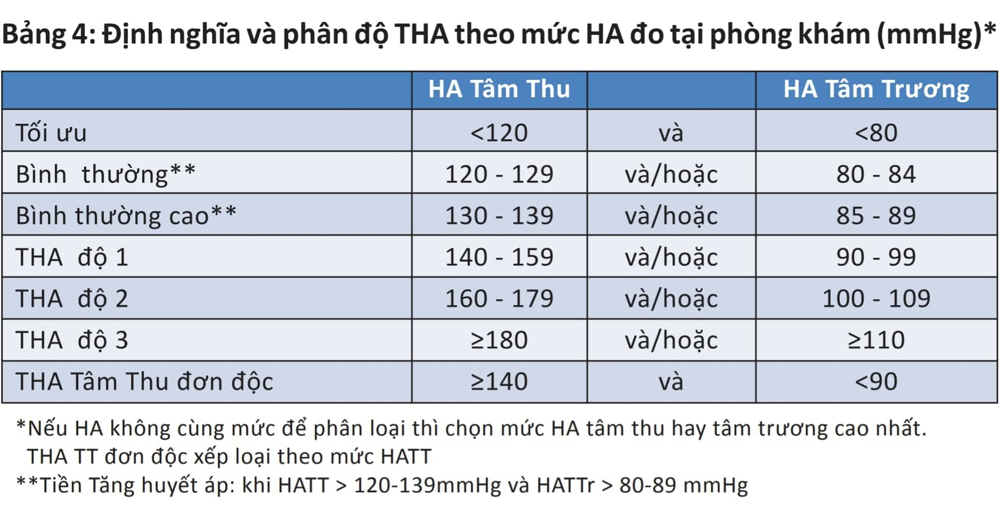 Bảng 4: Định nghĩa và phân độ THA theo mức HA đo tại phòng khám (mmHg)*
HA Tâm Thu HA Tâm Trương
Tối ưu <120 và <80
Bình thường** 120 - 129 và/hoặc 80 - 84
Bình thường cao** 130 - 139 và/hoặc 85 - 89
THA độ 1 140 - 159 và/hoặc 90 - 99
THA độ 2 160 - 179 và/hoặc 100 - 109
THA độ 3 ≥180 và/hoặc ≥110
THA Tâm Thu đơn độc ≥140 và <90
*Nếu HA không cùng mức để phân loại thì chọn mức HA tâm thu hay tâm trương cao nhất.
THA TT đơn độc xếp loại theo mức HATT
**Tiền Tăng huyết áp: khi HATT > 120-139mmHg và HATTr > 80-89 mmHg